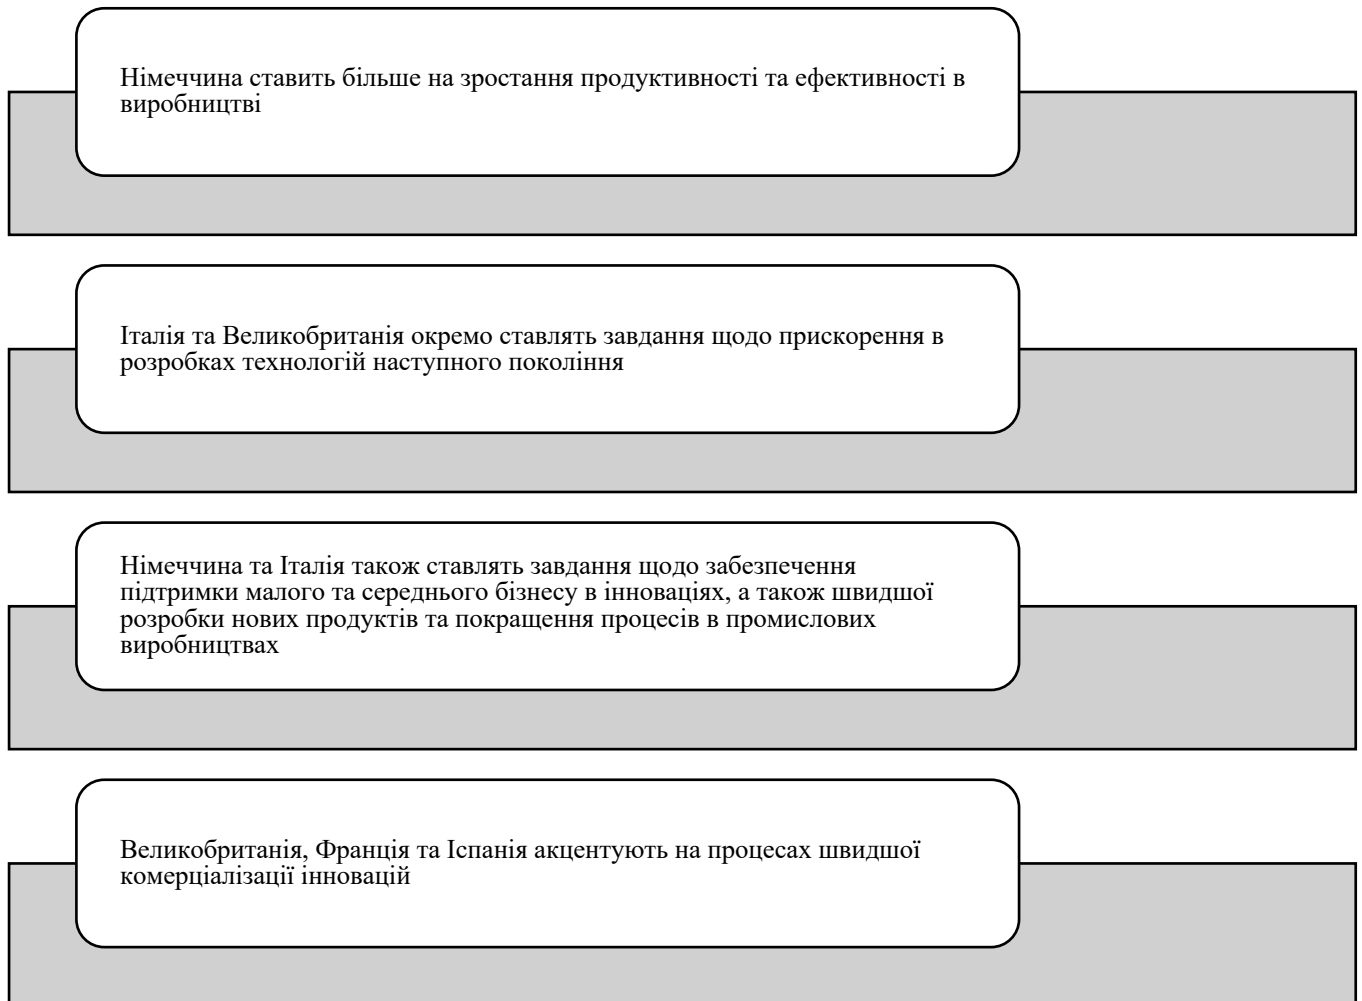 Німеччина ставить більше на зростання продуктивності та ефективності в
виробництві
Італія та Великобританія окремо ставлять завдання щодо прискорення в
розробках технологій наступного покоління
Німеччина та Італія також ставлять завдання щодо забезпечення
підтримки малого та середнього бізнесу в інноваціях, а також швидшої
розробки нових продуктів та покращення процесів в промислових
виробництвах
Великобританія, Франція та Іспанія акцентують на процесах швидшої
комерціалізації інновацій